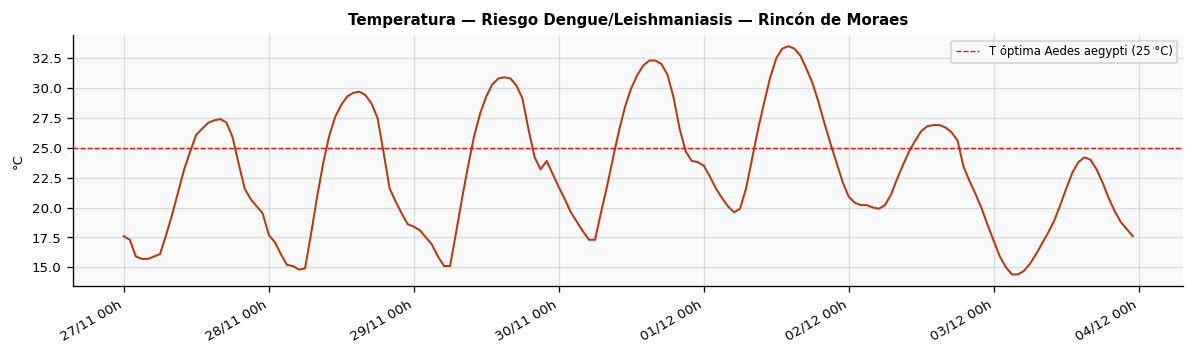 Temperatura — Riesgo Dengue/Leishmaniasis — Rincón de Moraes
T óptima Aedes aegypti (25 °C)
°C
32.5
30.0
27.5
25.0
22.5
20.0
17.5
15.0
27/11 00h
28/11 00h
29/11 00h
30/11 00h
01/12 00h
02/12 00h
03/12 00h
04/12 00h